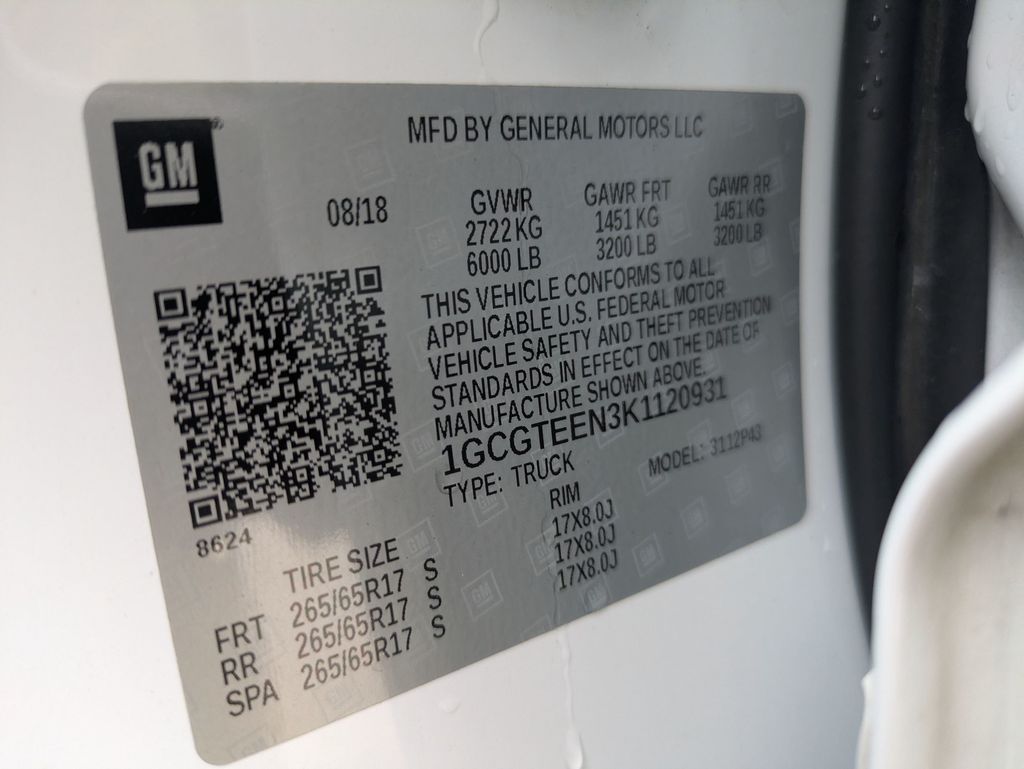 GM
MFD BY GENERAL MOTORS LLC
08/18
GVWR
2722 KG
6000 LB
GAWR FRT
1451 KG
3200 LB
GAWR RR
1451 KG
3200 LB
THIS VEHICLE CONFORMS TO ALL
APPLICABLE U.S. FEDERAL MOTOR
VEHICLE SAFETY AND THEFT PREVENTION
STANDARDS IN EFFECT ON THE DATE OF
MANUFACTURE SHOWN ABOVE.
1GCGTEEN3K1120931
TYPE: TRUCK
MODEL: 3112P43
8624
TIRE SIZE
RIM
FRT 265/65R17 S 17X8.0J
RR 265/65R17 S 17X8.0J
SPA 265/65R17 S 17X8.0J